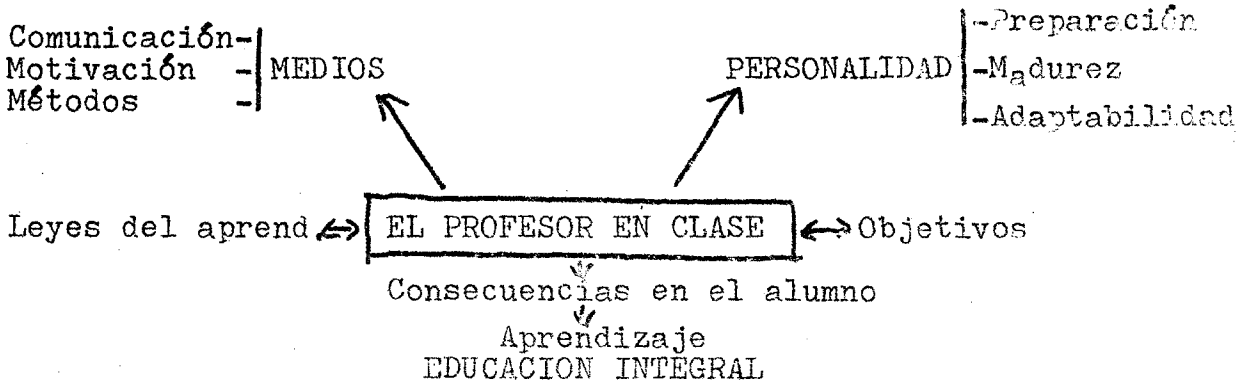 Comunicación-
Motivación -
Métodos -
MEDIOS
PERSONALIDAD
-Preparación
-Madurez
-Adaptabilidad
Leyes del aprend
EL PROFESOR EN CLASE
Objetivos
Consecuencias en el alumno
Aprendizaje
EDUCACION INTEGRAL